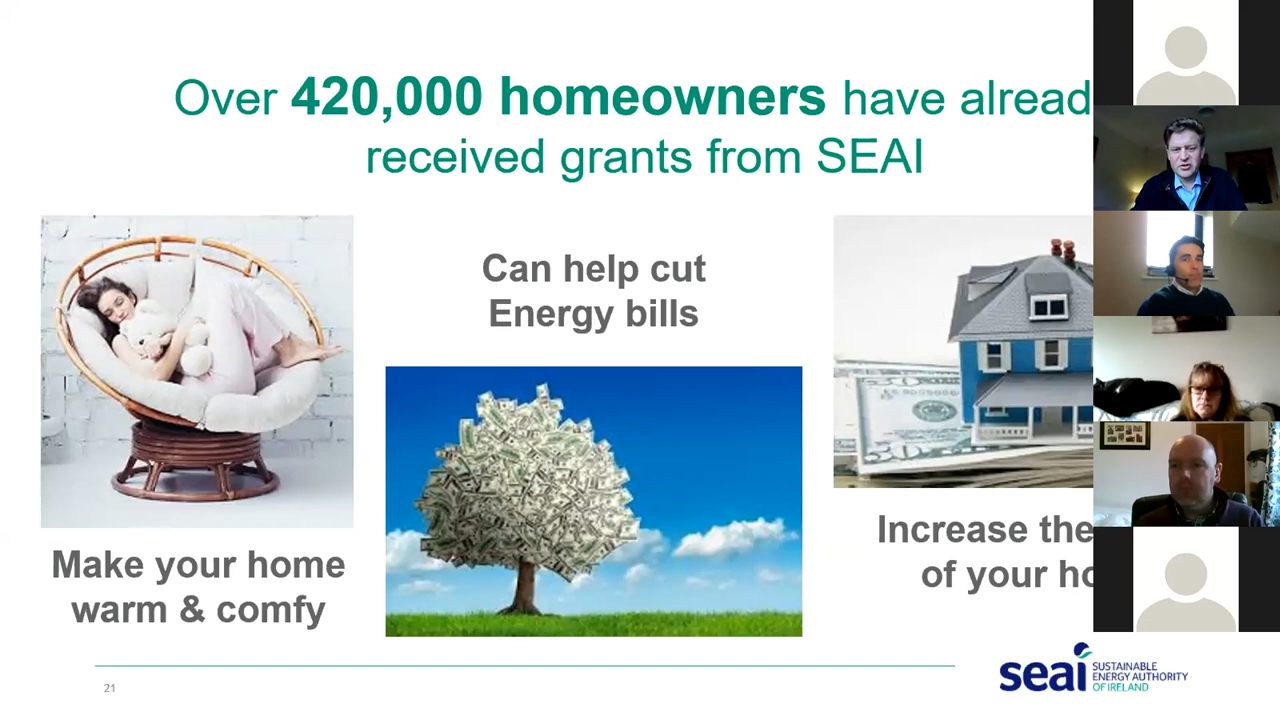 Over 420,000 homeowners have alread
received grants from SEAI
Can help cut
Energy bills
Make your home
warm & comfy
Increase the
of your ho
21
seai SUSTAINABLE
ENERGY AUTHORITY
OF IRELAND